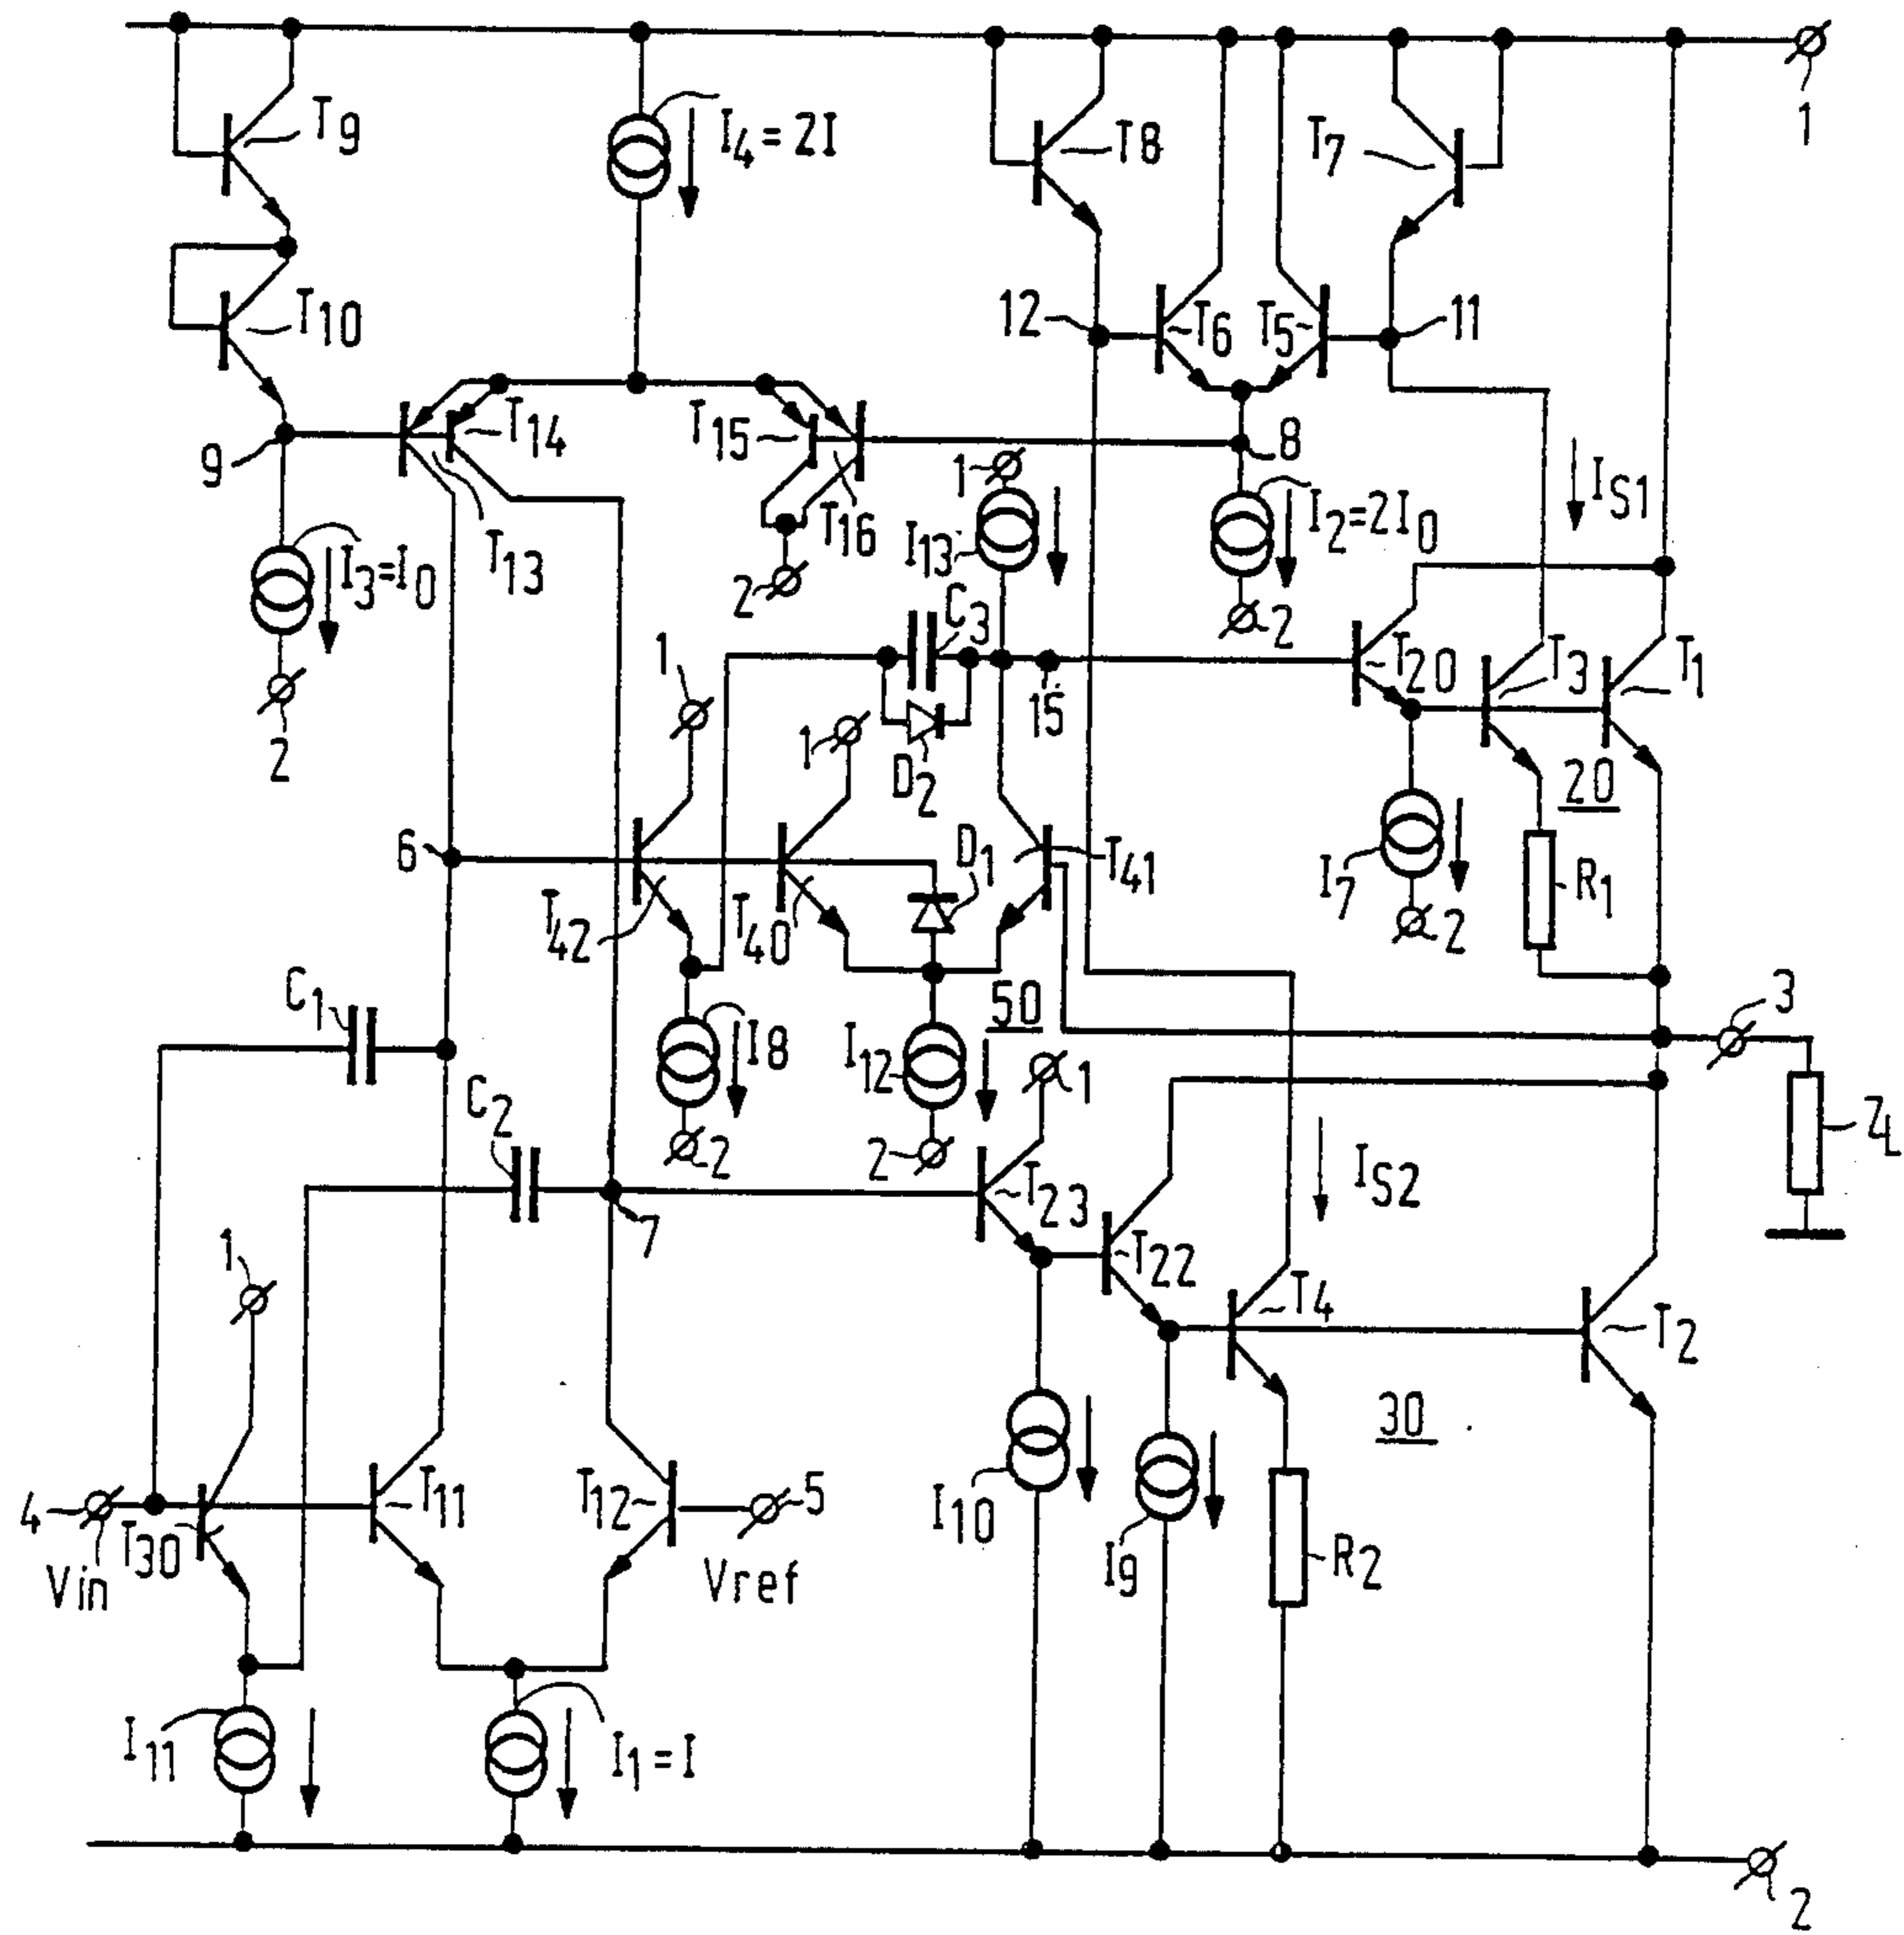 T9
I4 = 2I
T8
T7
1
T10
12
T6
T5
11
T14
T15
9
8
IS1
1
T16
I2=2I0
I13
T13
I3=I0
2
C3
2
1
T20
T3
T1
15
2
1
D2
20
6
D1
T41
R1
T42
T40
I7
2
C1
50
3
I8
I12
C2
1
ZL
2
2
IS2
T23
7
T22
1
T4
T2
30
T11
T12
5
4
T30
I10
Vin
Vref
I9
R2
I11
I1 = I
2